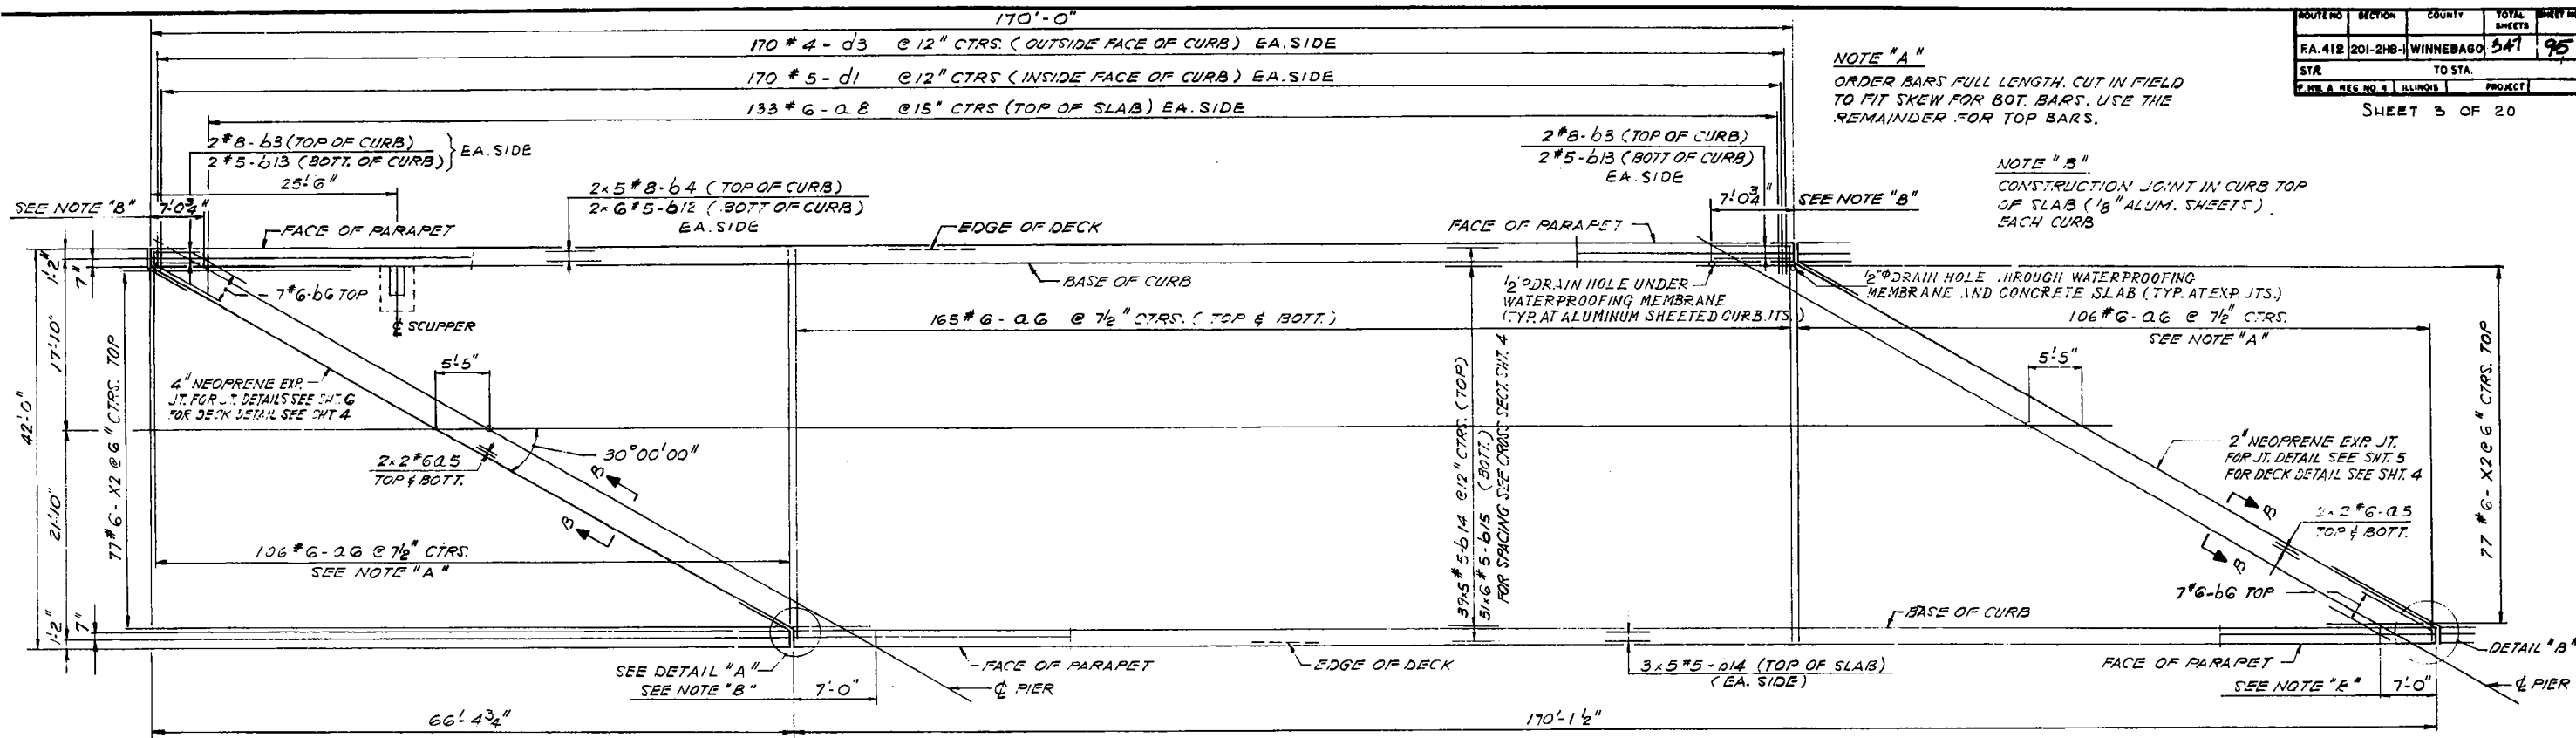 170'-0"
170 #4 - d3 @ 12" CTRS. (OUTSIDE FACE OF CURB) EA. SIDE
170 #5 - d1 @ 12" CTRS (INSIDE FACE OF CURB) EA. SIDE
133 #6 - a8 @ 15" CTRS (TOP OF SLAB) EA. SIDE
2 #8-b3 (TOP OF CURB)
2 #5-b13 (BOTT. OF CURB)
} EA. SIDE
25'-6"
SEE NOTE "B"
7'-0 3/4"
FACE OF PARAPET
2x5 #8-b4 (TOP OF CURB)
2x6 #5-b12 (BOTT OF CURB)
EA. SIDE
EDGE OF DECK
FACE OF PARAPET
2 #8-b3 (TOP OF CURB)
2 #5-b13 (BOTT OF CURB)
EA. SIDE
7'-0 3/4"
SEE NOTE "B"
NOTE "A"
ORDER BARS FULL LENGTH. CUT IN FIELD
TO FIT SKEW FOR BOT. BARS. USE THE
REMAINDER FOR TOP BARS.
NOTE "B"
CONSTRUCTION JOINT IN CURB TOP
OF SLAB (1/8" ALUM. SHEETS)
EACH CURB
ROUTE NO SECTION COUNTY TOTAL SHEETS SHEET NO
F.A. 412 201-2HB-1 WINNEBAGO 347 95
STA. TO STA.
REG NO. 4 ILLINOIS PROJECT
SHEET 3 OF 20
1'-2"
7"
17'-10"
42'-0"
21'-10"
1'-2"
7"
77 #6 - X2 @ 6" CTRS. TOP
7 #6-b6 TOP
℄ SCUPPER
BASE OF CURB
4" NEOPRENE EXP.
JT. FOR JT. DETAILS SEE SHT. 6
FOR DECK DETAIL SEE SHT 4
5'-5"
30°00'00"
2x2 #6 a5
TOP & BOTT.
B
B
106 #6 - a6 @ 7 1/2" CTRS.
SEE NOTE "A"
165 #6 - a6 @ 7 1/2" CTRS. (TOP & BOTT.)
39x5 #5-b14 @ 12" CTRS. (TOP)
51x6 #5-b15 (BOTT.)
FOR SPACING SEE CROSS SECT. SHT. 4
1/2"⌀ DRAIN HOLE UNDER
WATERPROOFING MEMBRANE
(TYP. AT ALUMINUM SHEETED CURB JTS.)
1/2"⌀ DRAIN HOLE THROUGH WATERPROOFING
MEMBRANE AND CONCRETE SLAB (TYP. AT EXP. JTS.)
106 #6 - a6 @ 7 1/2" CTRS.
SEE NOTE "A"
5'-5"
2" NEOPRENE EXP. JT.
FOR JT. DETAIL SEE SHT. 5
FOR DECK DETAIL SEE SHT. 4
B
B
2x2 #6-a5
TOP & BOTT.
7 #6-b6 TOP
77 #6 - X2 @ 6" CTRS. TOP
BASE OF CURB
SEE DETAIL "A"
SEE NOTE "B"
7'-0"
FACE OF PARAPET
℄ PIER
EDGE OF DECK
3x5 #5-b14 (TOP OF SLAB)
(EA. SIDE)
FACE OF PARAPET
SEE NOTE "B"
7'-0"
DETAIL "B"
℄ PIER
66'-4 3/4"
170'-1 1/2"